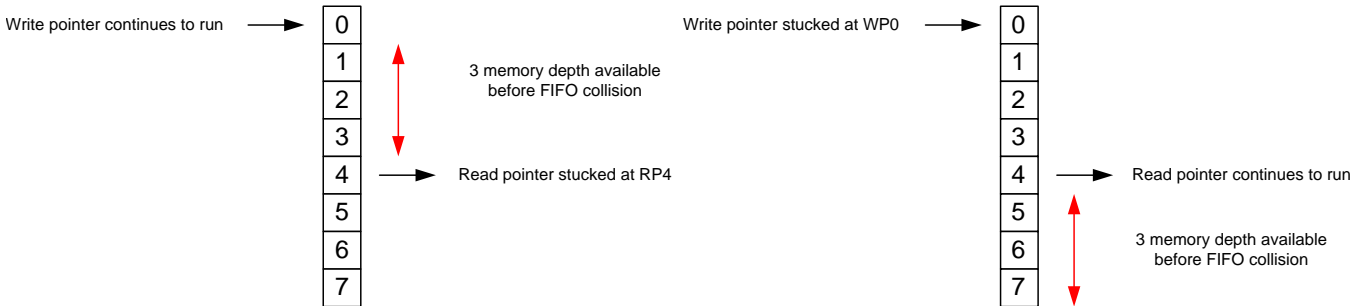 Write pointer continues to run
0
1
2
3
4
5
6
7
3 memory depth available
before FIFO collision
Read pointer stucked at RP4
Write pointer stucked at WP0
0
1
2
3
4
5
6
7
Read pointer continues to run
3 memory depth available
before FIFO collision